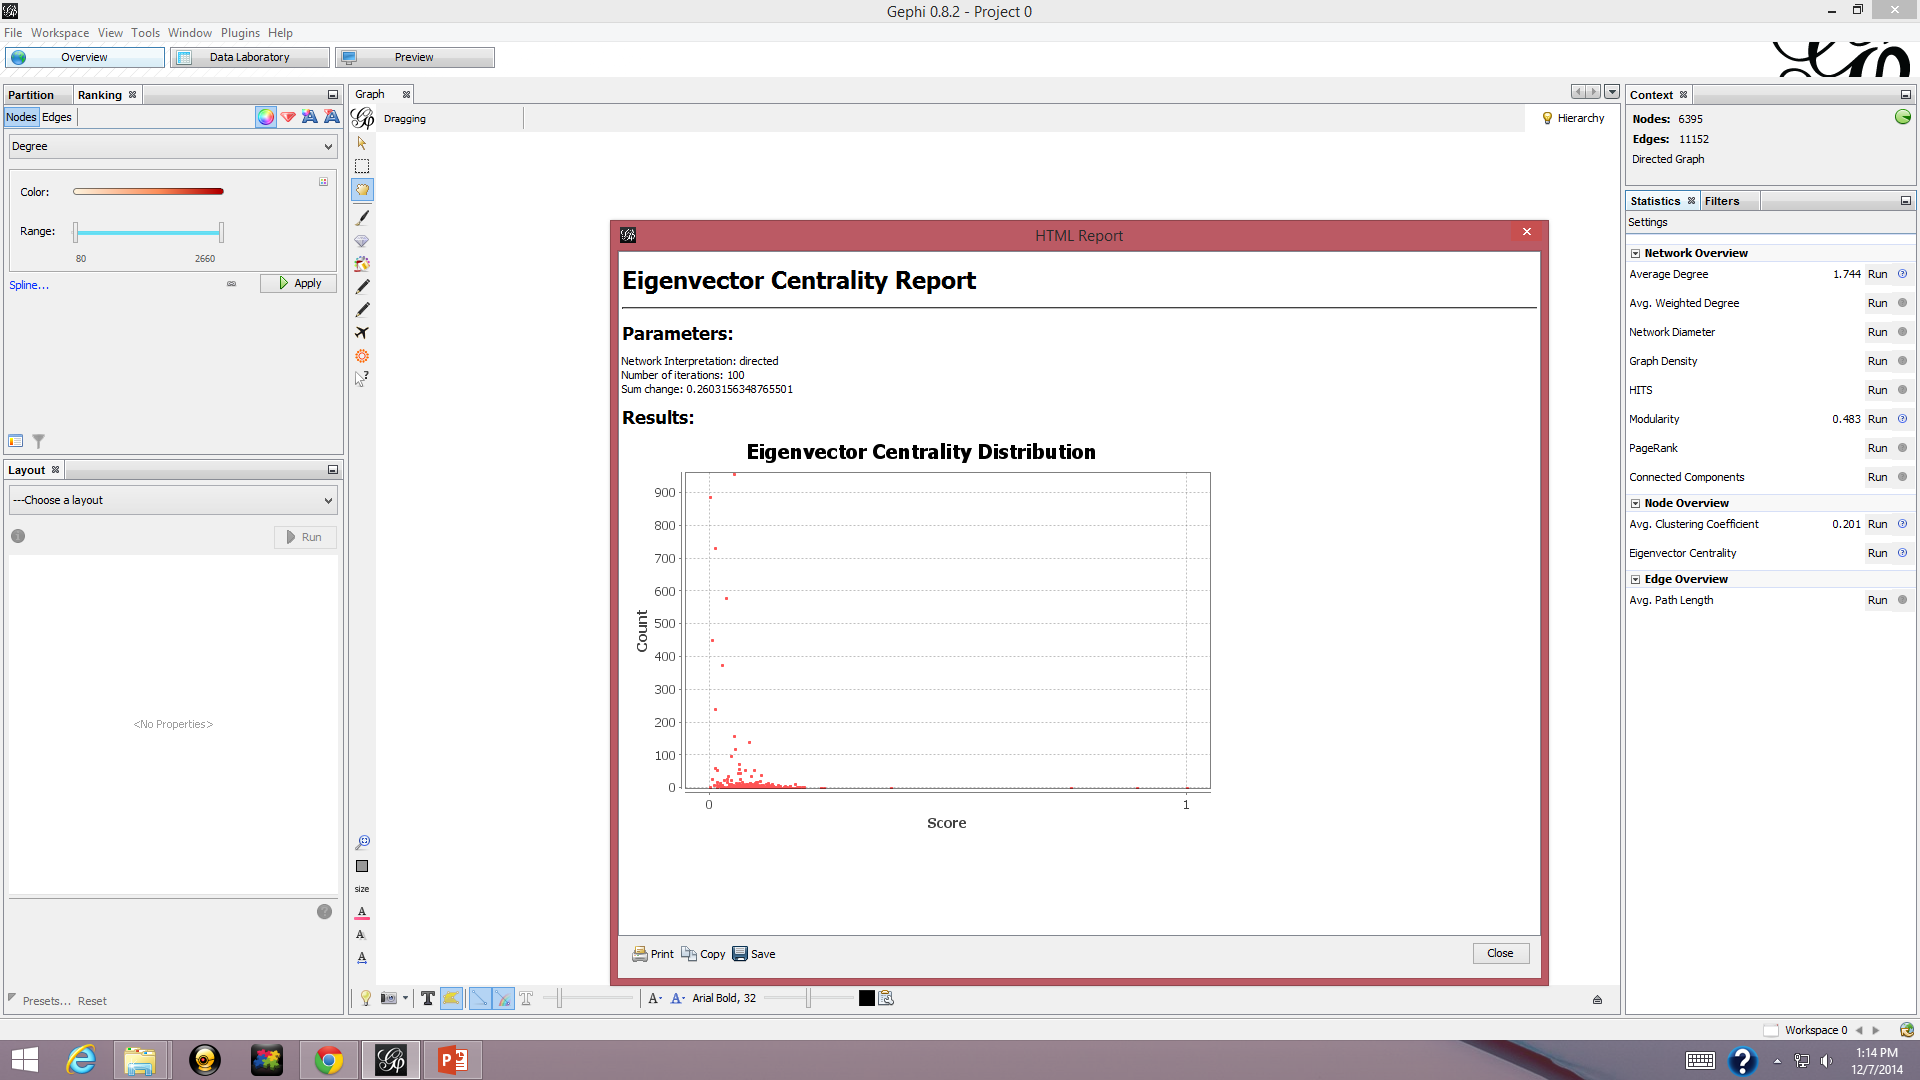 Gephi 0.8.2 - Project 0
File Workspace View Tools Window Plugins Help
Overview Data Laboratory Preview
Partition Ranking
Nodes Edges
Degree
Color:
Range:
80 2660
Spline...
Apply
Layout
---Choose a layout
Run
<No Properties>
Presets... Reset
Graph
Dragging
Hierarchy
size
HTML Report
Eigenvector Centrality Report
Parameters:
Network Interpretation: directed
Number of iterations: 100
Sum change: 0.2603156348765501
Results:
Eigenvector Centrality Distribution
900
800
700
600
500
400
300
200
100
0
Count
0 1
Score
Print Copy Save
Close
Arial Bold, 32
Context
Nodes: 6395
Edges: 11152
Directed Graph
Statistics Filters
Settings
Network Overview
Average Degree 1.744 Run
Avg. Weighted Degree Run
Network Diameter Run
Graph Density Run
HITS Run
Modularity 0.483 Run
PageRank Run
Connected Components Run
Node Overview
Avg. Clustering Coefficient 0.201 Run
Eigenvector Centrality Run
Edge Overview
Avg. Path Length Run
Workspace 0
1:14 PM
12/7/2014